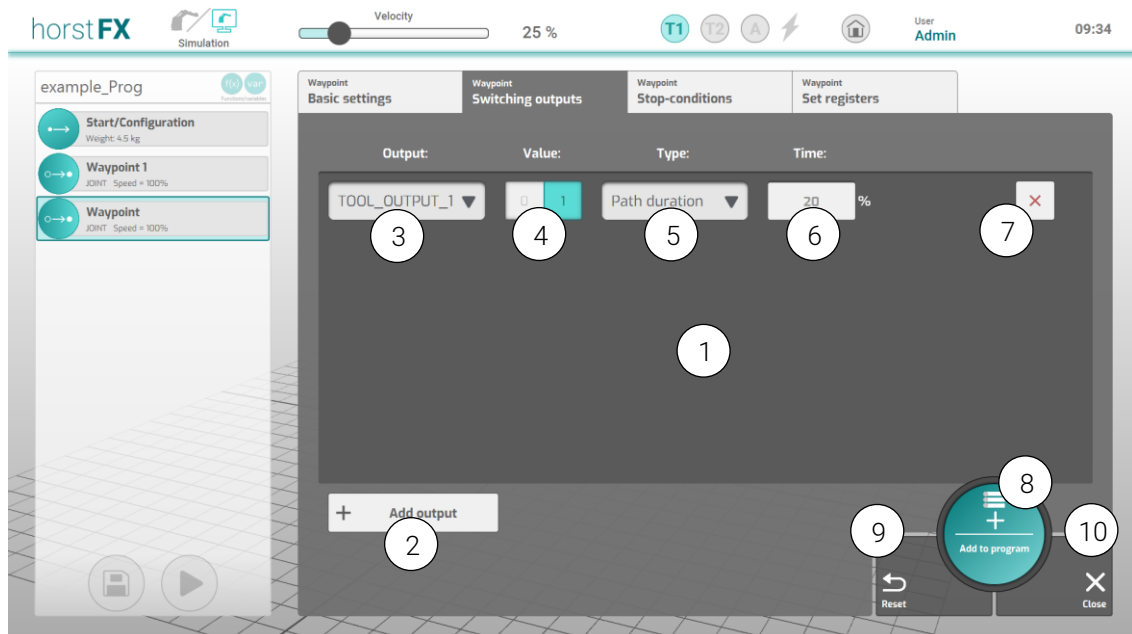 horstFX
Simulation
Velocity
25 %
T1
T2
A
User
Admin
09:34
example_Prog
f(x) var
Function/variables
Start/Configuration
Weight: 4.5 kg
Waypoint 1
JOINT Speed = 100%
Waypoint
JOINT Speed = 100%
Waypoint
Basic settings
Waypoint
Switching outputs
Waypoint
Stop-conditions
Waypoint
Set registers
Output:
Value:
Type:
Time:
TOOL_OUTPUT_1
0
1
Path duration
20
%
3
4
5
6
7
1
+ Add output
2
8
Add to program
9
10
Reset
Close